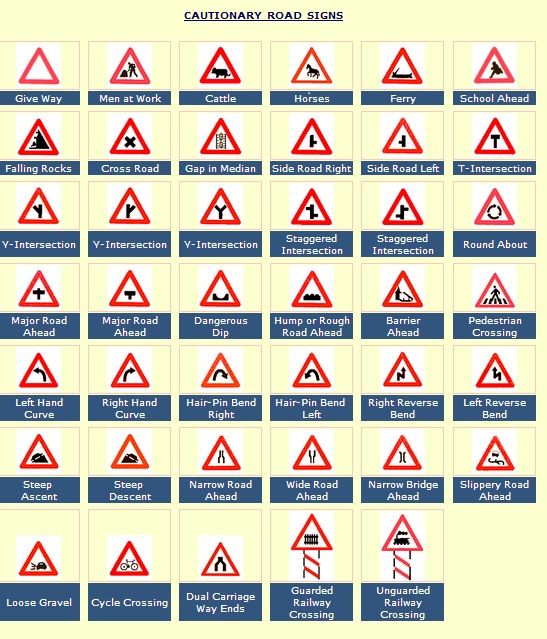 CAUTIONARY ROAD SIGNS
Give Way
Men at Work
Cattle
Horses
Ferry
School Ahead
Falling Rocks
Cross Road
Gap in Median
Side Road Right
Side Road Left
T-Intersection
Y-Intersection
Y-Intersection
Y-Intersection
Staggered
Intersection
Staggered
Intersection
Round About
Major Road
Ahead
Major Road
Ahead
Dangerous
Dip
Hump or Rough
Road Ahead
Barrier
Ahead
Pedestrian
Crossing
Left Hand
Curve
Right Hand
Curve
Hair-Pin Bend
Right
Hair-Pin Bend
Left
Right Reverse
Bend
Left Reverse
Bend
Steep
Ascent
Steep
Descent
Narrow Road
Ahead
Wide Road
Ahead
Narrow Bridge
Ahead
Slippery Road
Ahead
Loose Gravel
Cycle Crossing
Dual Carriage
Way Ends
Guarded
Railway
Crossing
Unguarded
Railway
Crossing